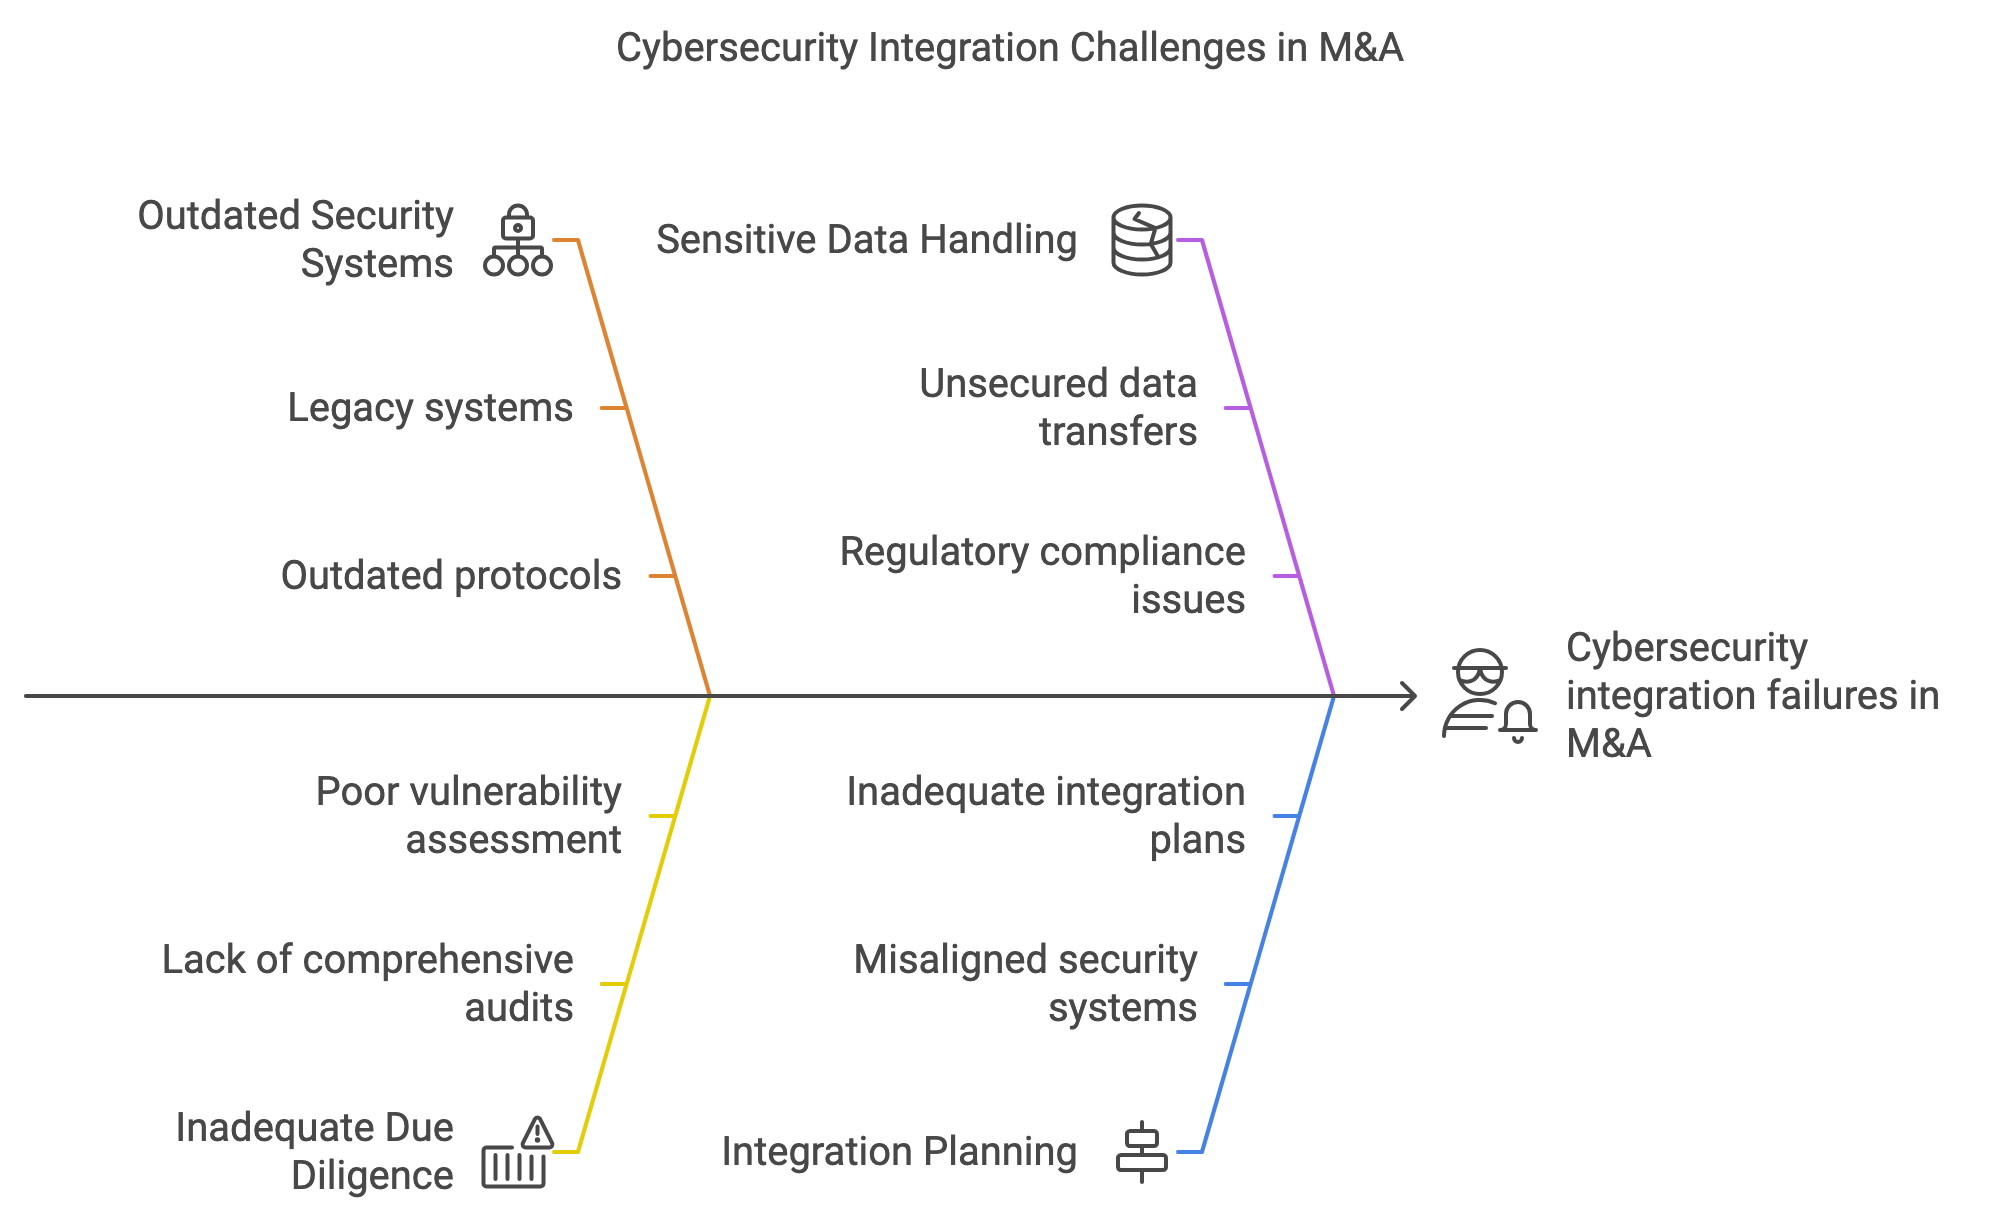 Cybersecurity Integration Challenges in M&A
Outdated Security
Systems
Legacy systems
Outdated protocols
Sensitive Data Handling
Unsecured data
transfers
Regulatory compliance
issues
Cybersecurity
integration failures in
M&A
Poor vulnerability
assessment
Lack of comprehensive
audits
Inadequate Due
Diligence
Inadequate integration
plans
Misaligned security
systems
Integration Planning